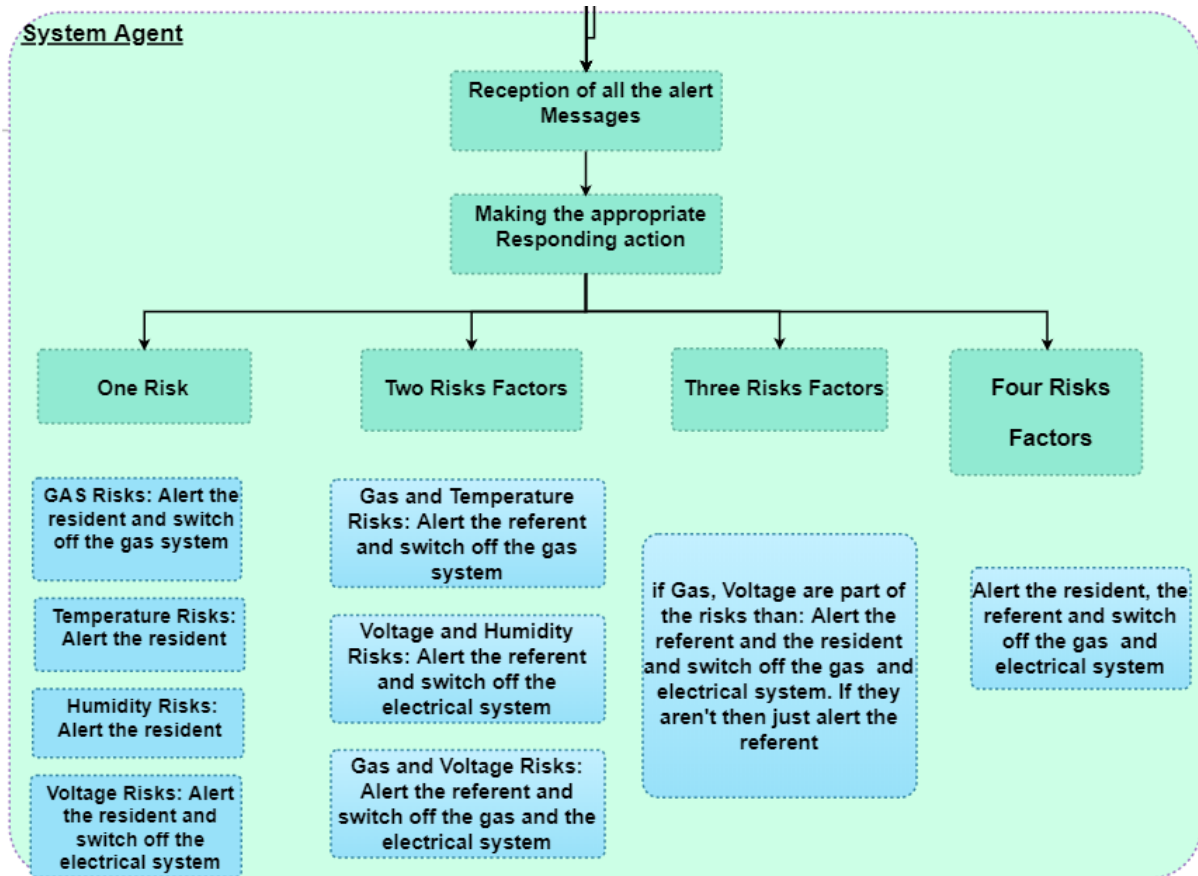 System Agent
Reception of all the alert
Messages
Making the appropriate
Responding action
One Risk
Two Risks Factors
Three Risks Factors
Four Risks
Factors
GAS Risks: Alert the
resident and switch
off the gas system
Temperature Risks:
Alert the resident
Humidity Risks:
Alert the resident
Voltage Risks: Alert
the resident and
switch off the
electrical system
Gas and Temperature
Risks: Alert the referent
and switch off the gas
system
Voltage and Humidity
Risks: Alert the referent
and switch off the
electrical system
Gas and Voltage Risks:
Alert the referent and
switch off the gas and the
electrical system
if Gas, Voltage are part of
the risks than: Alert the
referent and the resident
and switch off the gas and
electrical system. If they
aren't then just alert the
referent
Alert the resident, the
referent and switch
off the gas and
electrical system